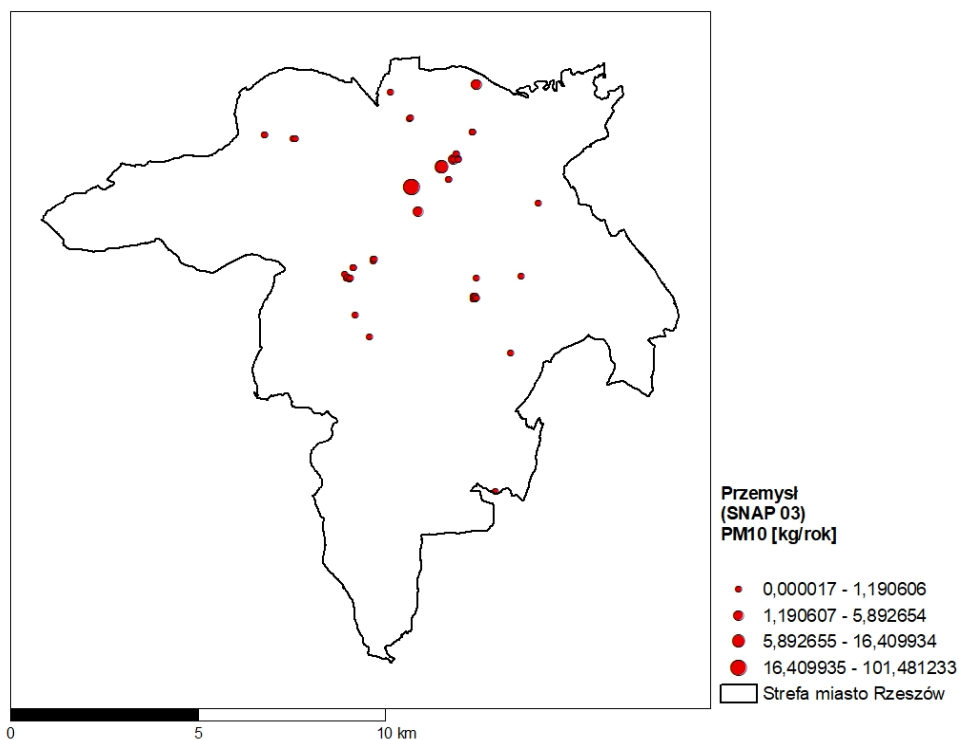 Przemysł
(SNAP 03)
PM10 [kg/rok]
0,000017 - 1,190606
1,190607 - 5,892654
5,892655 - 16,409934
16,409935 - 101,481233
Strefa miasto Rzeszów
0 5 10 km